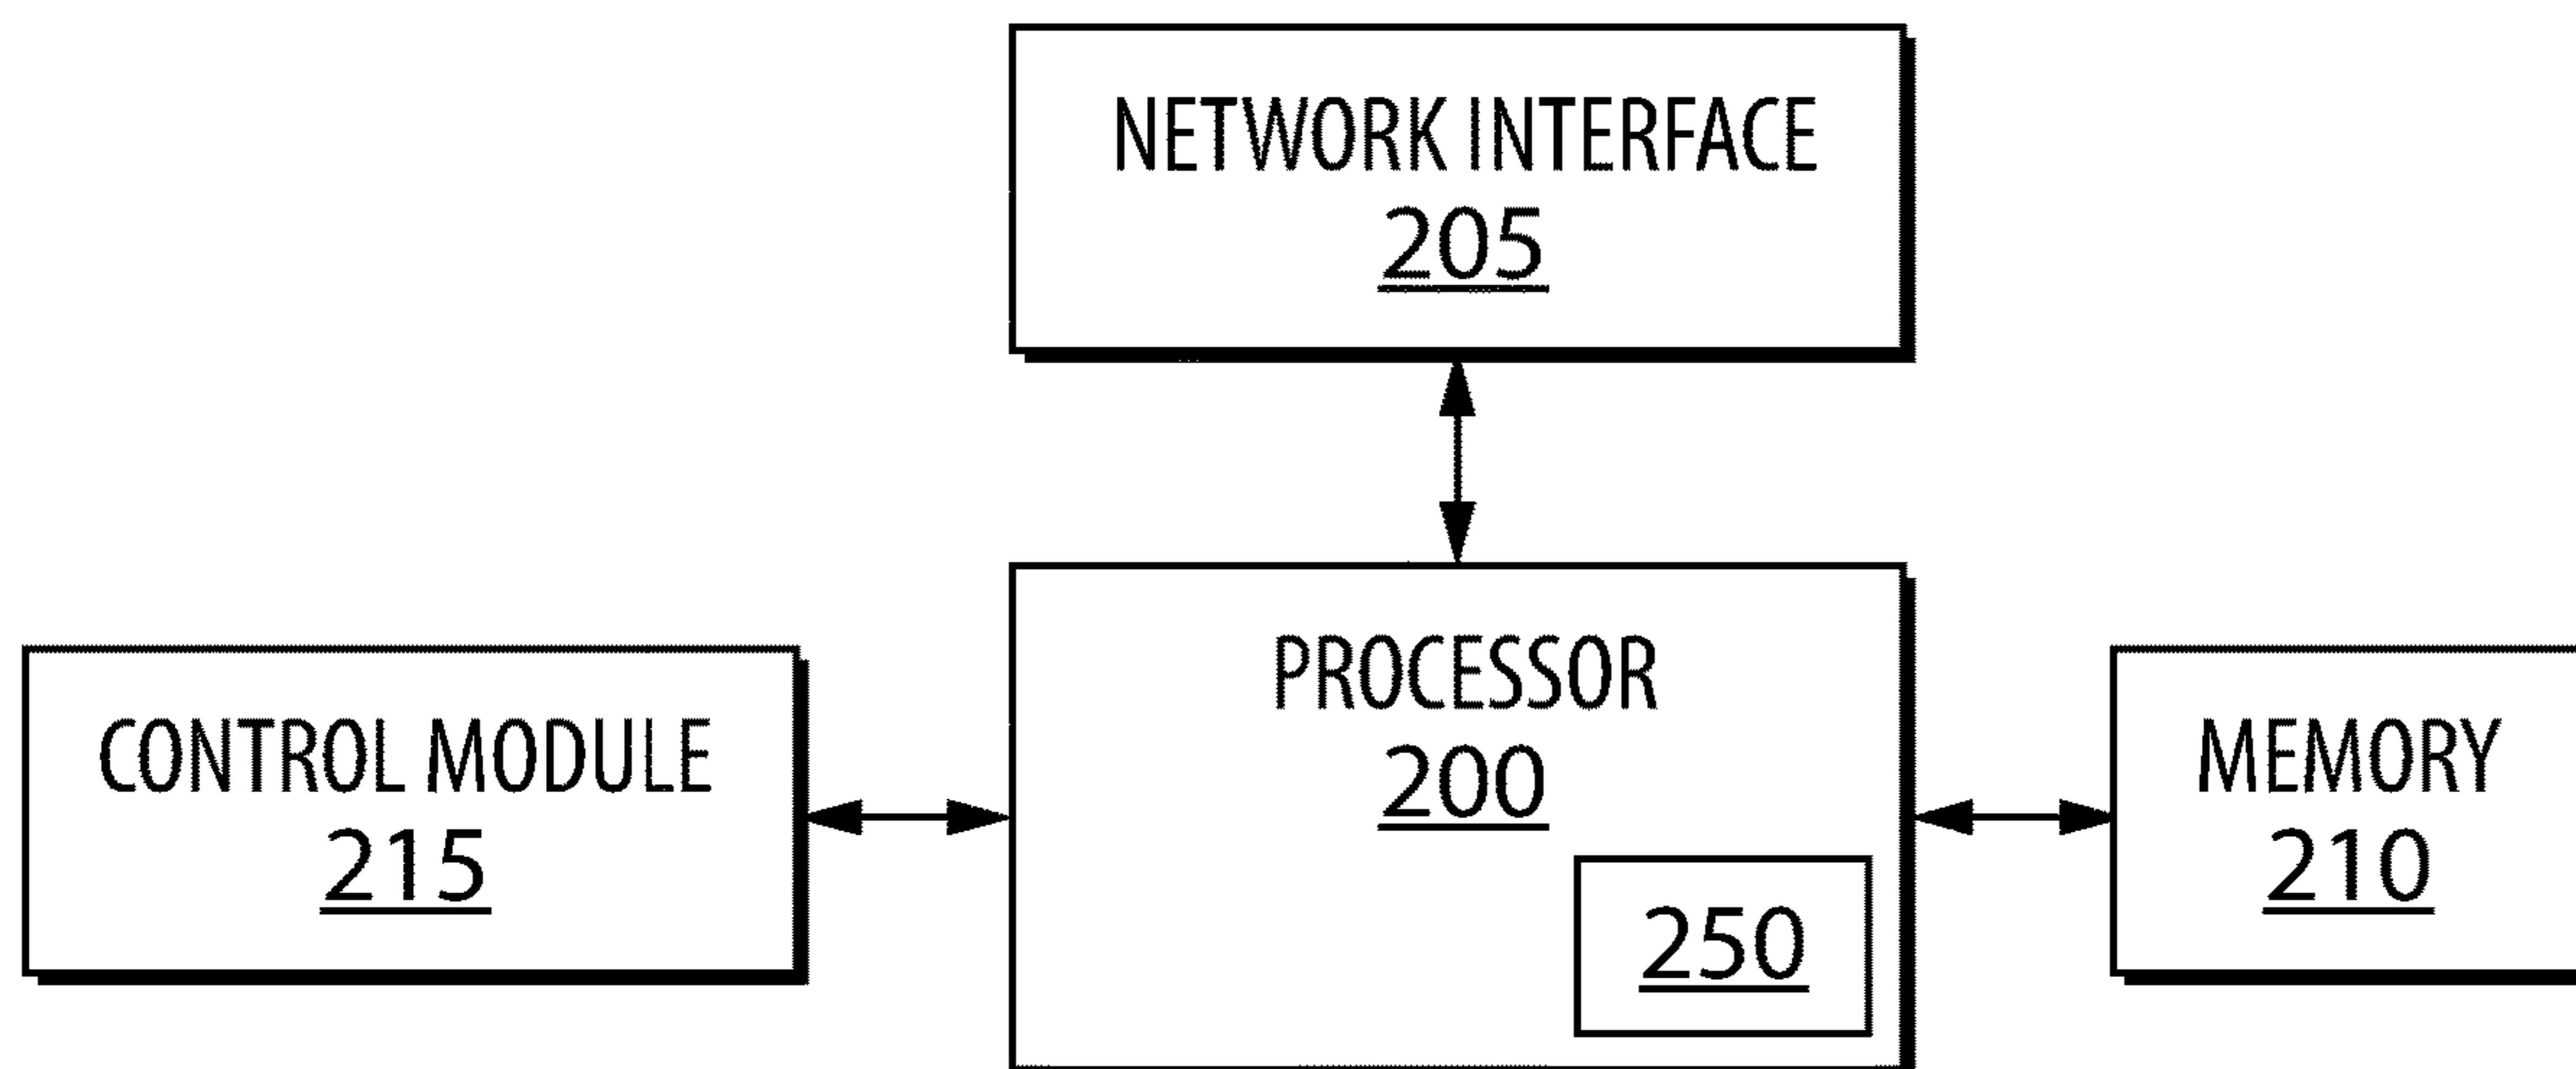 NETWORK INTERFACE
205
PROCESSOR
200
250
CONTROL MODULE
215
MEMORY
210